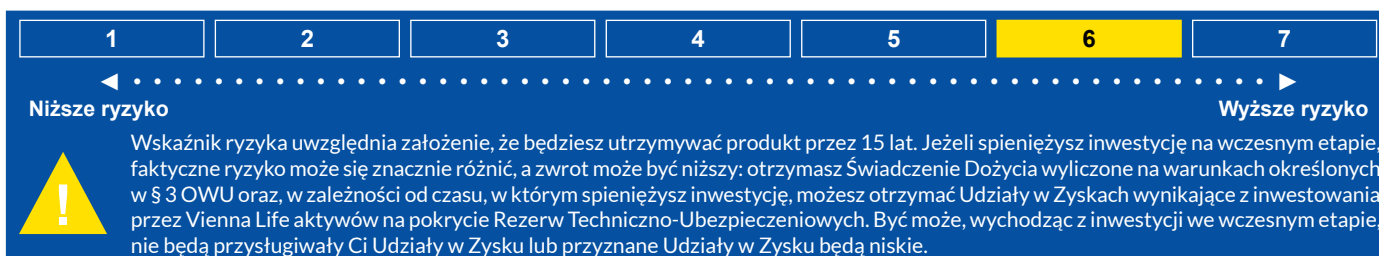 1 2 3 4 5 6 7
Niższe ryzyko Wyższe ryzyko
Wskaźnik ryzyka uwzględnia założenie, że będziesz utrzymywać produkt przez 15 lat. Jeżeli spieniężysz inwestycję na wczesnym etapie,
faktyczne ryzyko może się znacznie różnić, a zwrot może być niższy: otrzymasz Świadczenie Dożycia wyliczone na warunkach określonych
w § 3 OWU oraz, w zależności od czasu, w którym spieniężysz inwestycję, możesz otrzymać Udziały w Zyskach wynikające z inwestowania
przez Vienna Life aktywów na pokrycie Rezerw Techniczno-Ubezpieczeniowych. Być może, wychodząc z inwestycji we wczesnym etapie,
nie będą przysługiwały Ci Udziały w Zysku lub przyznane Udziały w Zysku będą niskie.